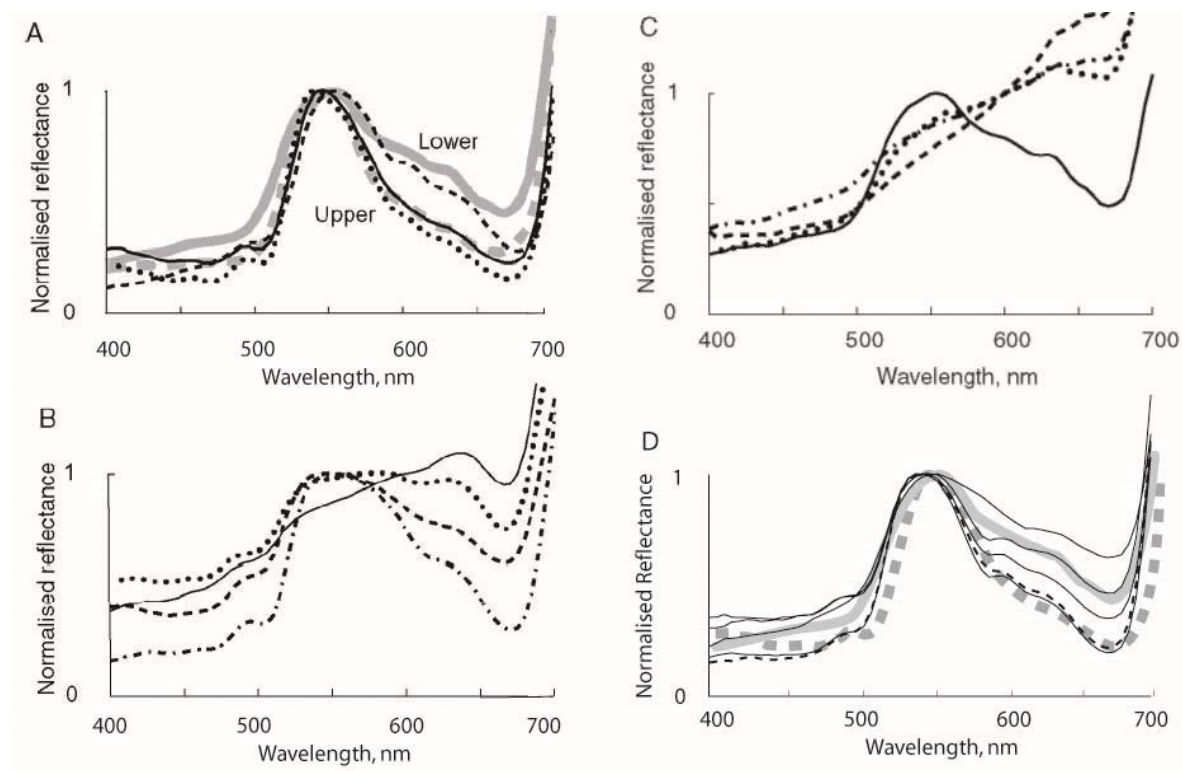 A
Normalised reflectance
1
0
Lower
Upper
400 500 600 700
Wavelength, nm
C
Normalised reflectance
1
0
400 500 600 700
Wavelength, nm
B
Normalised reflectance
1
0
400 500 600 700
Wavelength, nm
D
Normalised Reflectance
1
0
400 500 600 700
Wavelength, nm